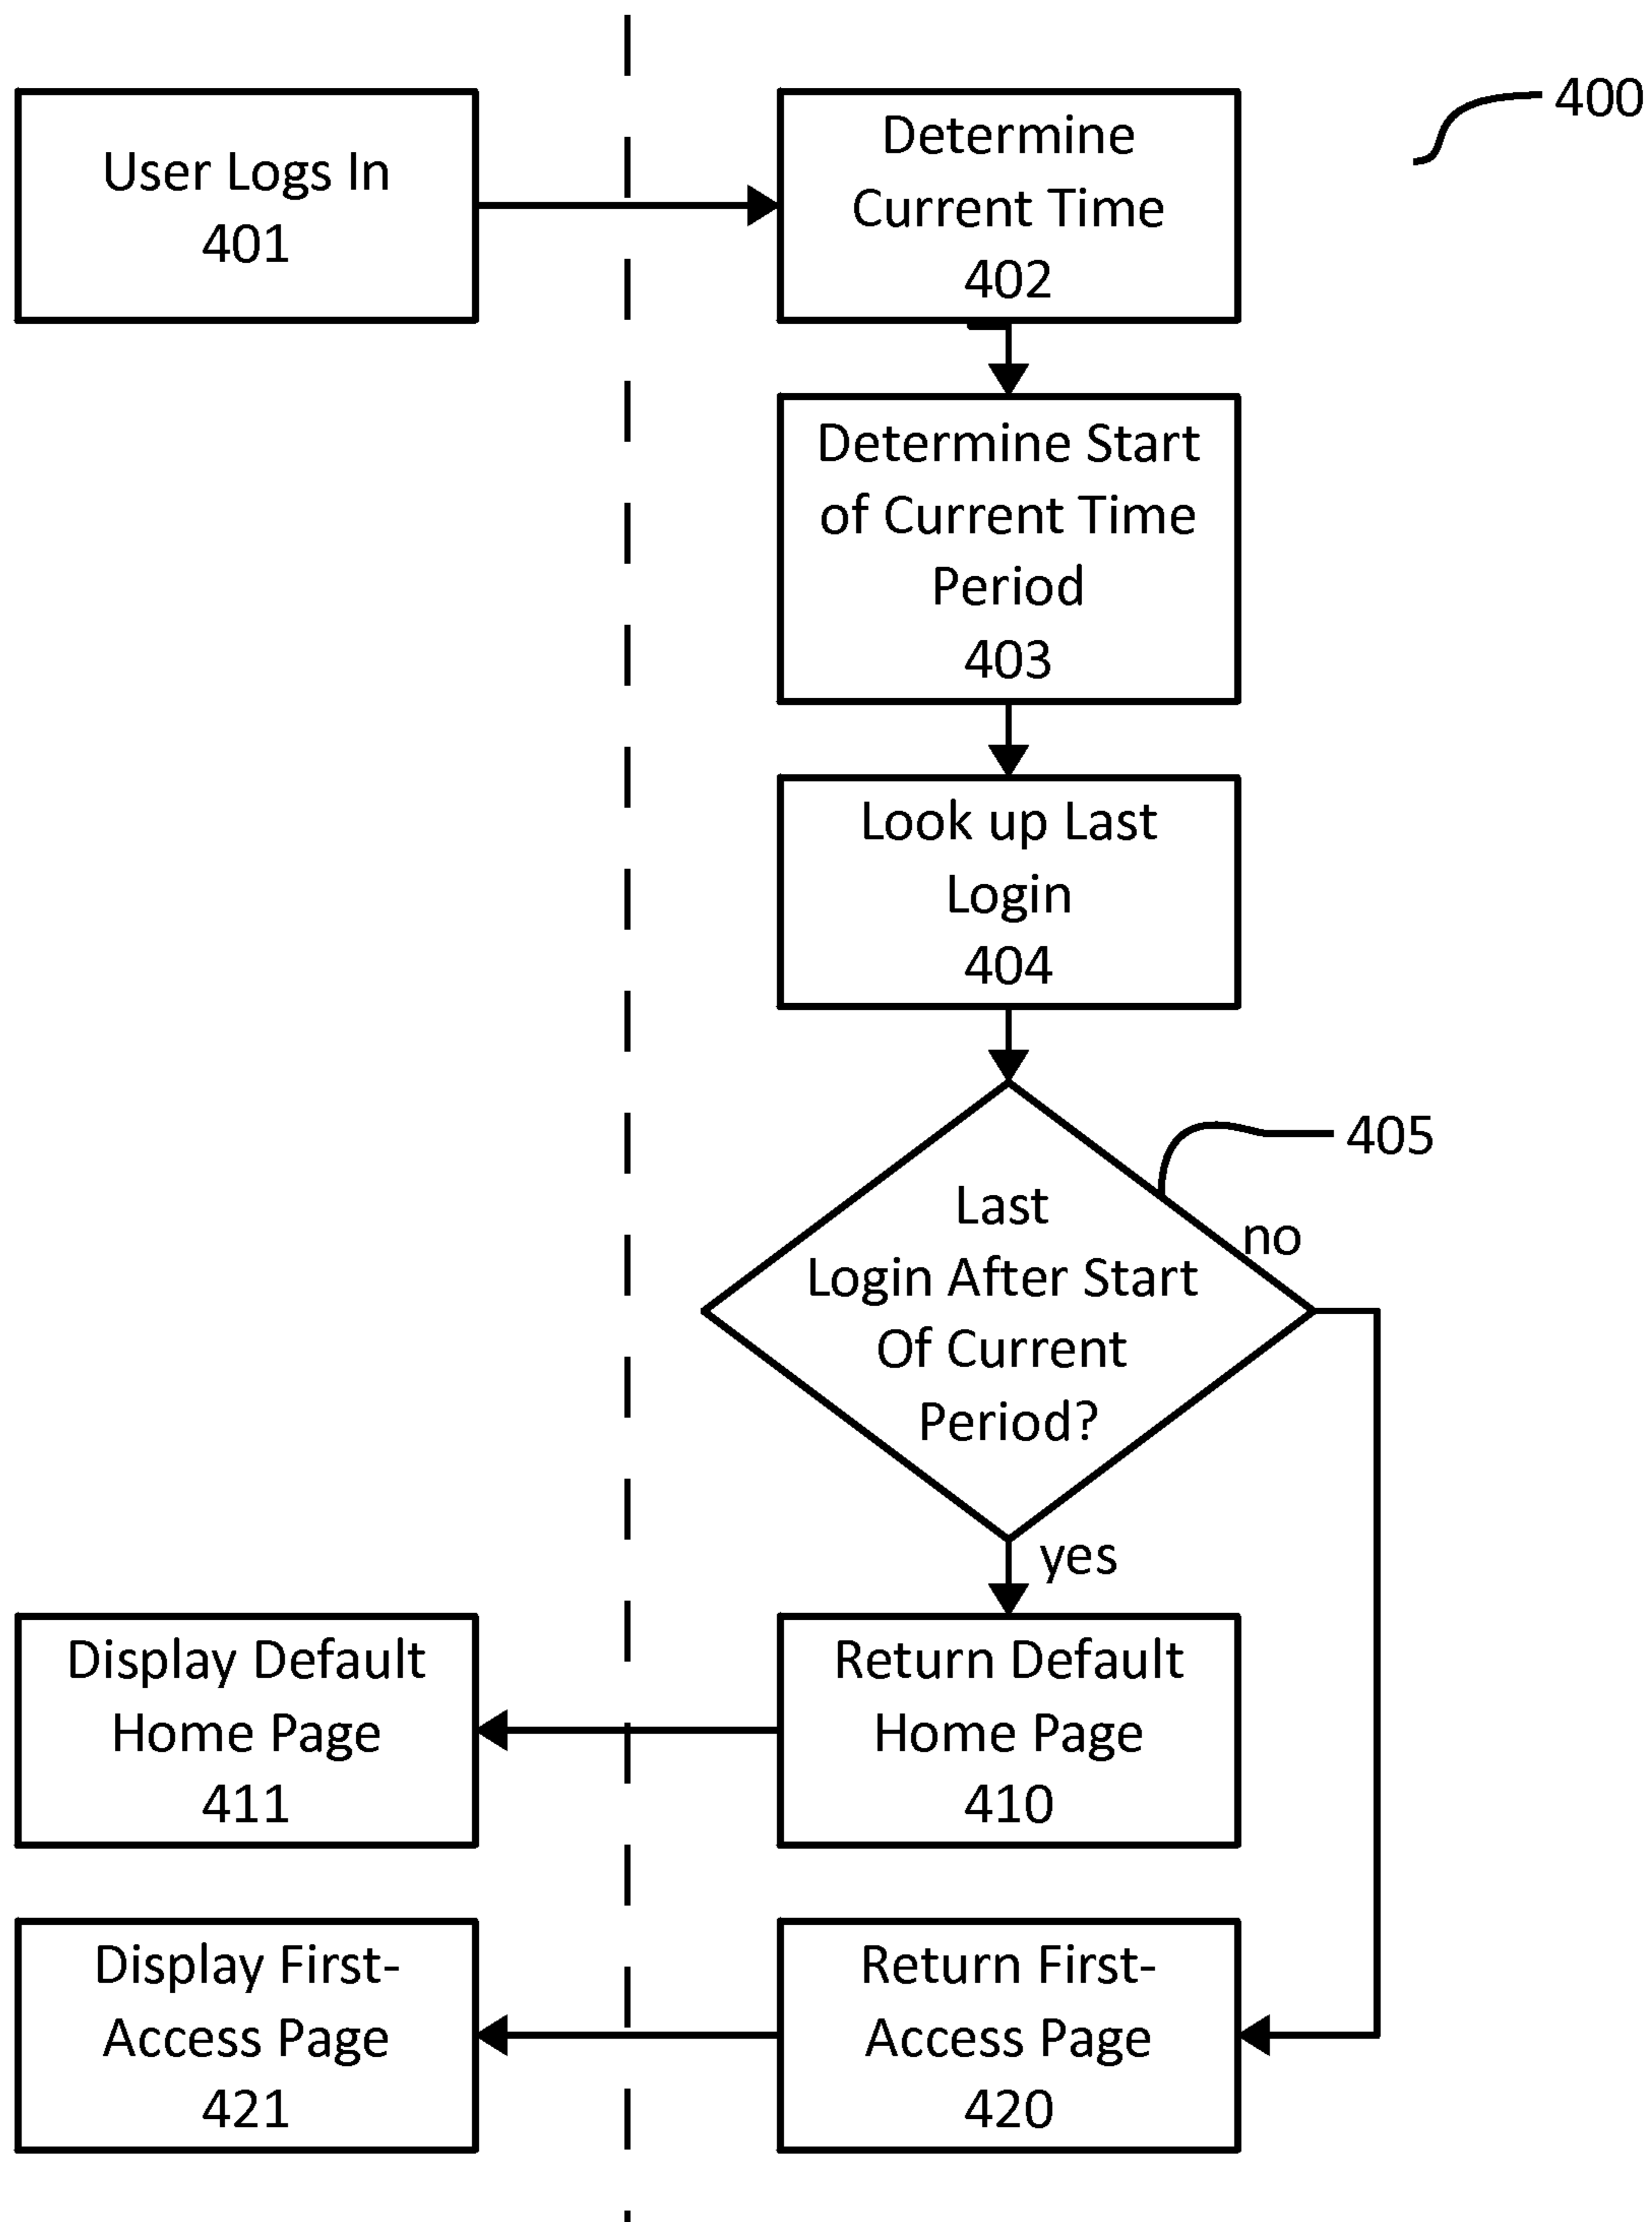 400
User Logs In
401
Determine
Current Time
402
Determine Start
of Current Time
Period
403
Look up Last
Login
404
405
Last
Login After Start
Of Current
Period?
no
yes
Display Default
Home Page
411
Return Default
Home Page
410
Display First-
Access Page
421
Return First-
Access Page
420